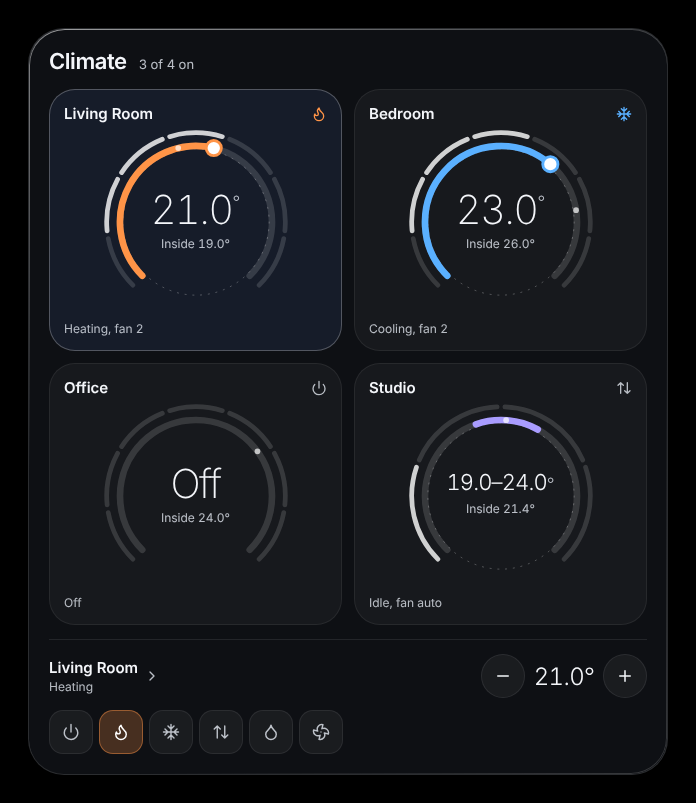 Climate 3 of 4 on
Living Room
21.0°
Inside 19.0°
Heating, fan 2
Bedroom
23.0°
Inside 26.0°
Cooling, fan 2
Office
Off
Inside 24.0°
Off
Studio
19.0–24.0°
Inside 21.4°
Idle, fan auto
Living Room
Heating
− 21.0° +